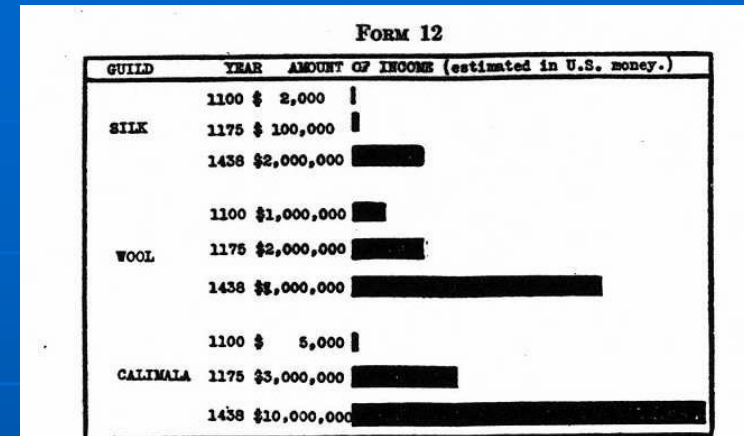 FORM 12
GUILD YEAR AMOUNT OF INCOME (estimated in U.S. money.)
1100 $ 2,000
SILK 1175 $ 100,000
1438 $2,000,000
1100 $1,000,000
WOOL 1175 $2,000,000
1438 ,000,000
1100 $ 5,000
CALIMALA 1175 $3,000,000
1438 $10,000,000